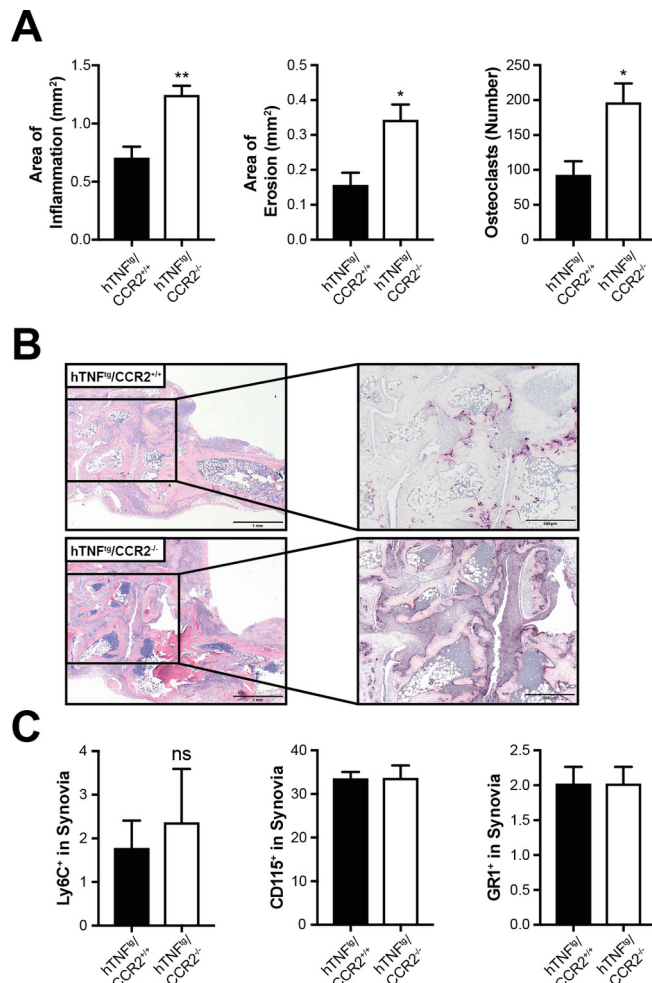 A
Area of
Inflammation (mm²)
1.5
1.0
0.5
0.0
**
hTNFᵗᵍ/
CCR2⁺/⁺
hTNFᵗᵍ/
CCR2⁻/⁻
Area of
Erosion (mm²)
0.4
0.3
0.2
0.1
0.0
*
hTNFᵗᵍ/
CCR2⁺/⁺
hTNFᵗᵍ/
CCR2⁻/⁻
Osteoclasts (Number)
250
200
150
100
50
0
*
hTNFᵗᵍ/
CCR2⁺/⁺
hTNFᵗᵍ/
CCR2⁻/⁻
B
hTNFᵗᵍ/CCR2⁺/⁺
1 mm
hTNFᵗᵍ/CCR2⁻/⁻
1 mm
C
Ly6C⁺ in Synovia
4
3
2
1
0
ns
hTNFᵗᵍ/
CCR2⁺/⁺
hTNFᵗᵍ/
CCR2⁻/⁻
CD115⁺ in Synovia
40
30
20
10
0
hTNFᵗᵍ/
CCR2⁺/⁺
hTNFᵗᵍ/
CCR2⁻/⁻
GR1⁺ in Synovia
2.5
2.0
1.5
1.0
0.5
0.0
hTNFᵗᵍ/
CCR2⁺/⁺
hTNFᵗᵍ/
CCR2⁻/⁻